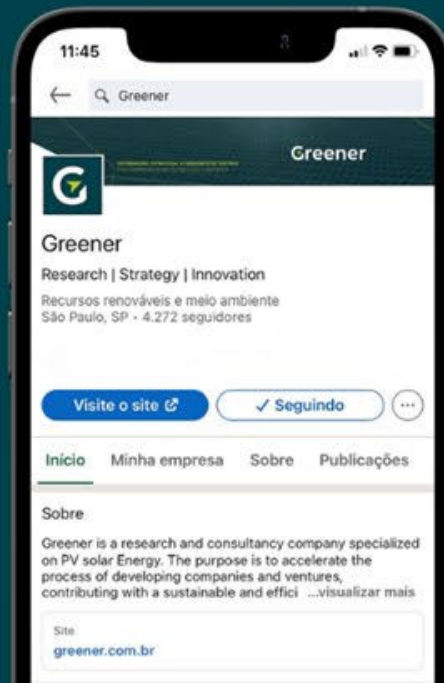 11:45
Greener
Greener
G
Greener
Research | Strategy | Innovation
Recursos renováveis e meio ambiente
São Paulo, SP • 4.272 seguidores
Visite o site
✓ Seguindo
Início Minha empresa Sobre Publicações
Sobre
Greener is a research and consultancy company specialized
on PV solar Energy. The purpose is to accelerate the
process of developing companies and ventures,
contributing with a sustainable and effici ...visualizar mais
Site
greener.com.br